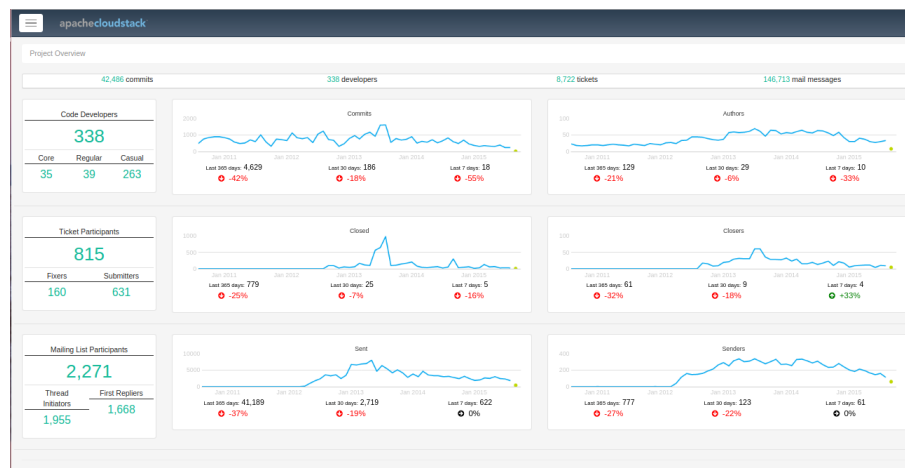 apachecloudstack
Project Overview
42,486 commits 338 developers 8,722 tickets 146,713 mail messages
Code Developers
338
Core Regular Casual
35 39 263
Commits
2000
1000
0
Jan 2011 Jan 2012 Jan 2013 Jan 2014 Jan 2015
Last 365 days: 4,629 Last 30 days: 186 Last 7 days: 18
-42% -18% -55%
Authors
100
50
0
Jan 2011 Jan 2012 Jan 2013 Jan 2014 Jan 2015
Last 365 days: 129 Last 30 days: 29 Last 7 days: 10
-21% -6% -33%
Ticket Participants
815
Fixers Submitters
160 631
Closed
1000
500
0
Jan 2011 Jan 2012 Jan 2013 Jan 2014 Jan 2015
Last 365 days: 779 Last 30 days: 25 Last 7 days: 5
-25% -7% -16%
Closers
100
50
0
Jan 2011 Jan 2012 Jan 2013 Jan 2014 Jan 2015
Last 365 days: 61 Last 30 days: 9 Last 7 days: 4
-32% -18% +33%
Mailing List Participants
2,271
Thread Initiators First Repliers
1,955 1,668
Sent
10000
5000
0
Jan 2011 Jan 2012 Jan 2013 Jan 2014 Jan 2015
Last 365 days: 41,189 Last 30 days: 2,719 Last 7 days: 622
-37% -19% 0%
Senders
400
200
0
Jan 2011 Jan 2012 Jan 2013 Jan 2014 Jan 2015
Last 365 days: 777 Last 30 days: 123 Last 7 days: 61
-27% -22% 0%